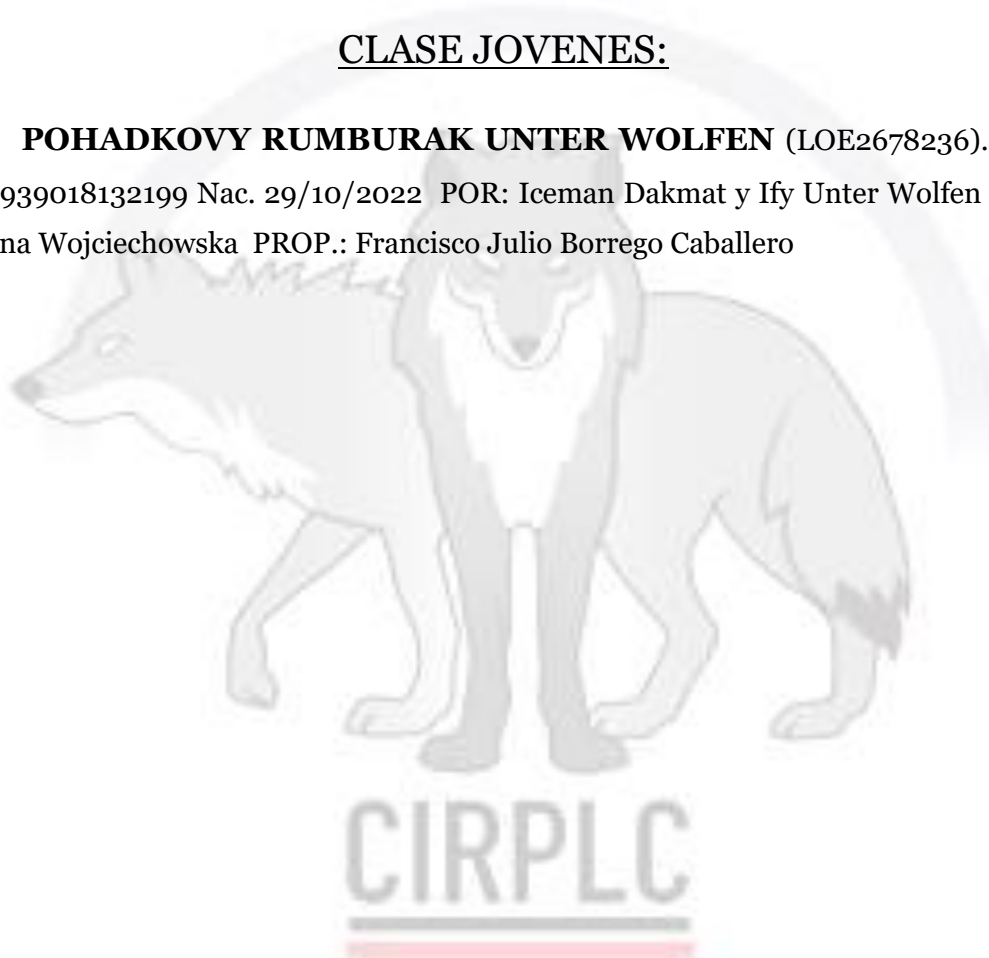 CLASE JOVENES:
POHADKOVY RUMBURAK UNTER WOLFEN (LOE2678236).
939018132199 Nac. 29/10/2022 POR: Iceman Dakmat y Ify Unter Wolfen
na Wojciechowska PROP.: Francisco Julio Borrego Caballero
CIRPLC